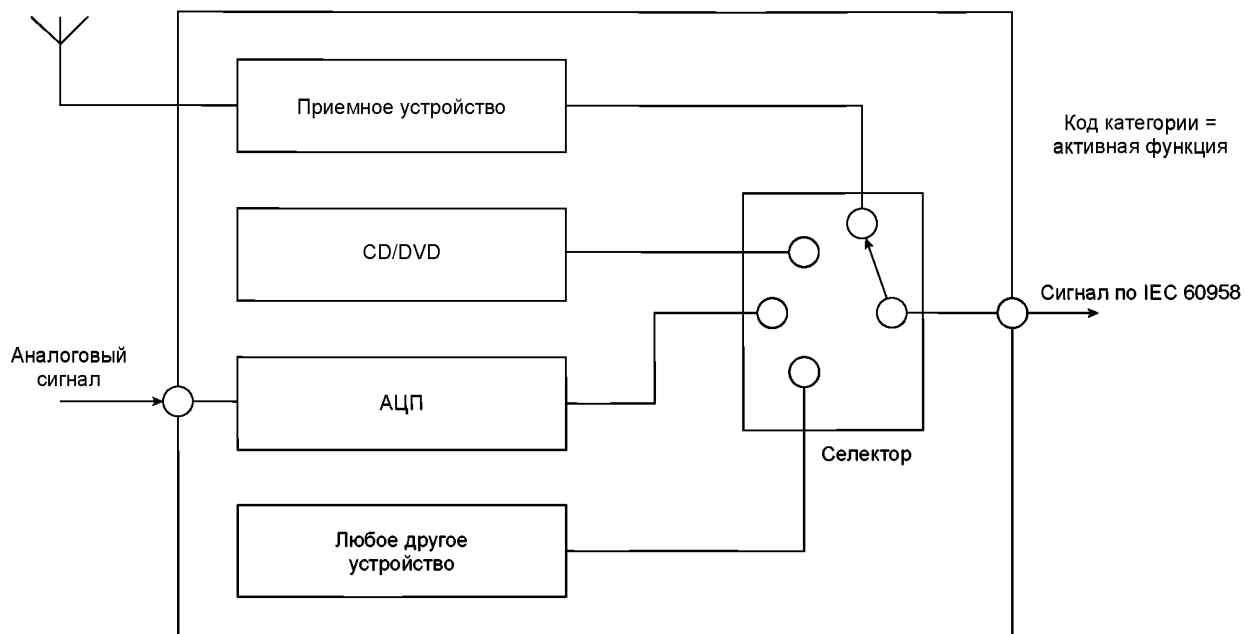 Приемное устройство
Код категории =
активная функция
CD/DVD
Сигнал по IEC 60958
Аналоговый
сигнал
АЦП
Селектор
Любое другое
устройство